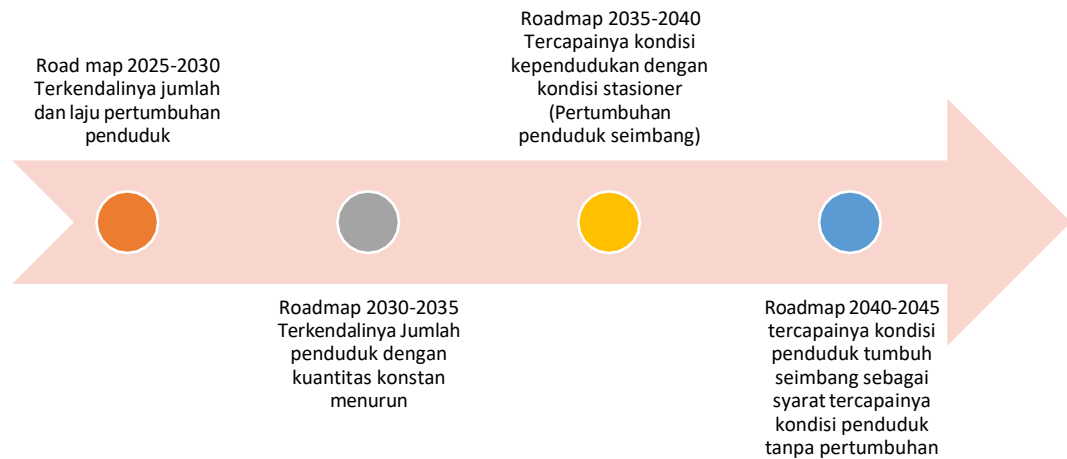 Road map 2025-2030
Terkendalinya jumlah
dan laju pertumbuhan
penduduk
Roadmap 2030-2035
Terkendalinya Jumlah
penduduk dengan
kuantitas konstan
menurun
Roadmap 2035-2040
Tercapainya kondisi
kependudukan dengan
kondisi stasioner
(Pertumbuhan
penduduk seimbang)
Roadmap 2040-2045
tercapainya kondisi
penduduk tumbuh
seimbang sebagai
syarat tercapainya
kondisi penduduk
tanpa pertumbuhan